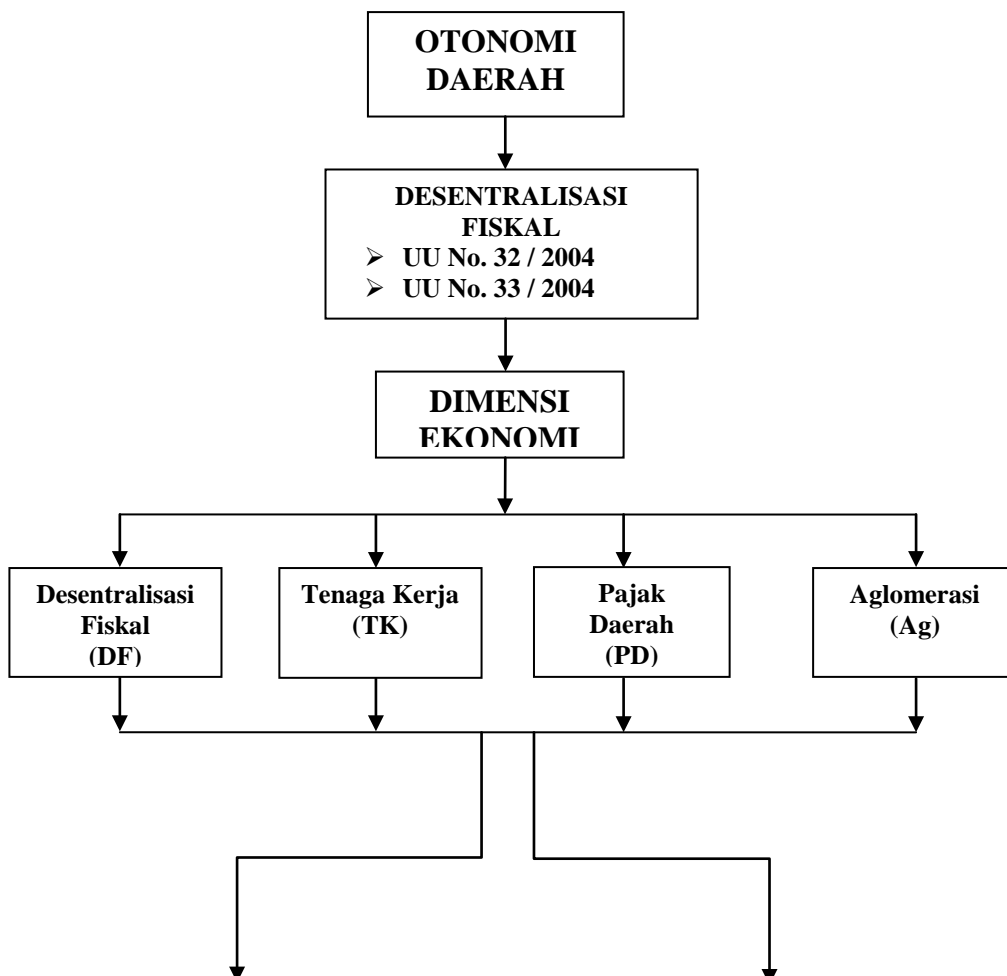 OTONOMI
DAERAH
DESENTRALISASI
FISKAL
➢ UU No. 32 / 2004
➢ UU No. 33 / 2004
DIMENSI
EKONOMI
Desentralisasi
Fiskal
(DF)
Tenaga Kerja
(TK)
Pajak
Daerah
(PD)
Aglomerasi
(Ag)